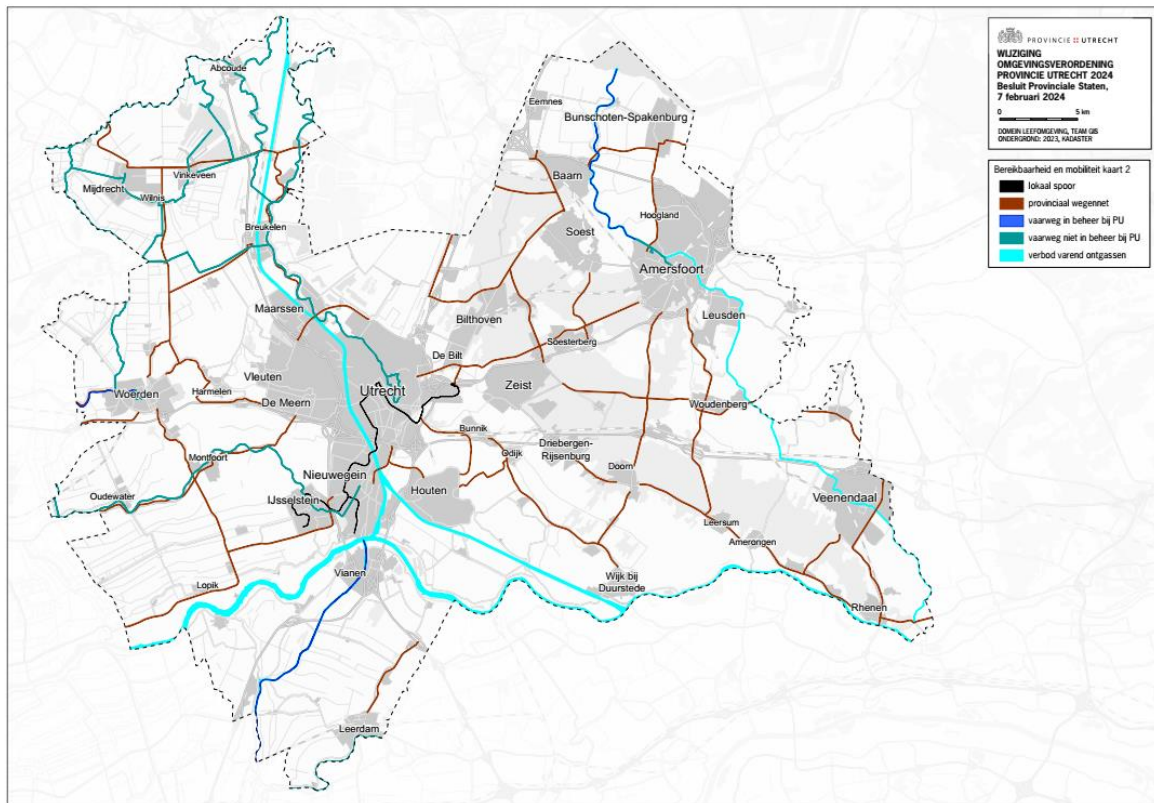 PROVINCIE UTRECHT
WIJZIGING
OMGEVINGSVERORDENING
PROVINCIE UTRECHT 2024
Besluit Provinciale Staten,
7 februari 2024
0 5 km
DOMEIN LEEFOMGEVING, TEAM GIS
ONDERGROND: 2023, KADASTER
Bereikbaarheid en mobiliteit kaart 2
lokaal spoor
provinciaal wegennet
vaarweg in beheer bij PU
vaarweg niet in beheer bij PU
verbod varend ontgassen
Abcoude
Eemnes
Bunschoten-Spakenburg
Vinkeveen
Baarn
Mijdrecht
Wilnis
Hoogland
Breukelen
Soest
Amersfoort
Maarssen
Leusden
Bilthoven
Soesterberg
De Bilt
Vleuten
Utrecht
Zeist
Woerden
Harmelen
De Meern
Woudenberg
Bunnik
Driebergen-
Rijsenburg
Odijk
Montfoort
Doorn
Nieuwegein
Houten
Oudewater
IJsselstein
Veenendaal
Leersum
Amerongen
Vianen
Wijk bij
Duurstede
Lopik
Rhenen
Leerdam